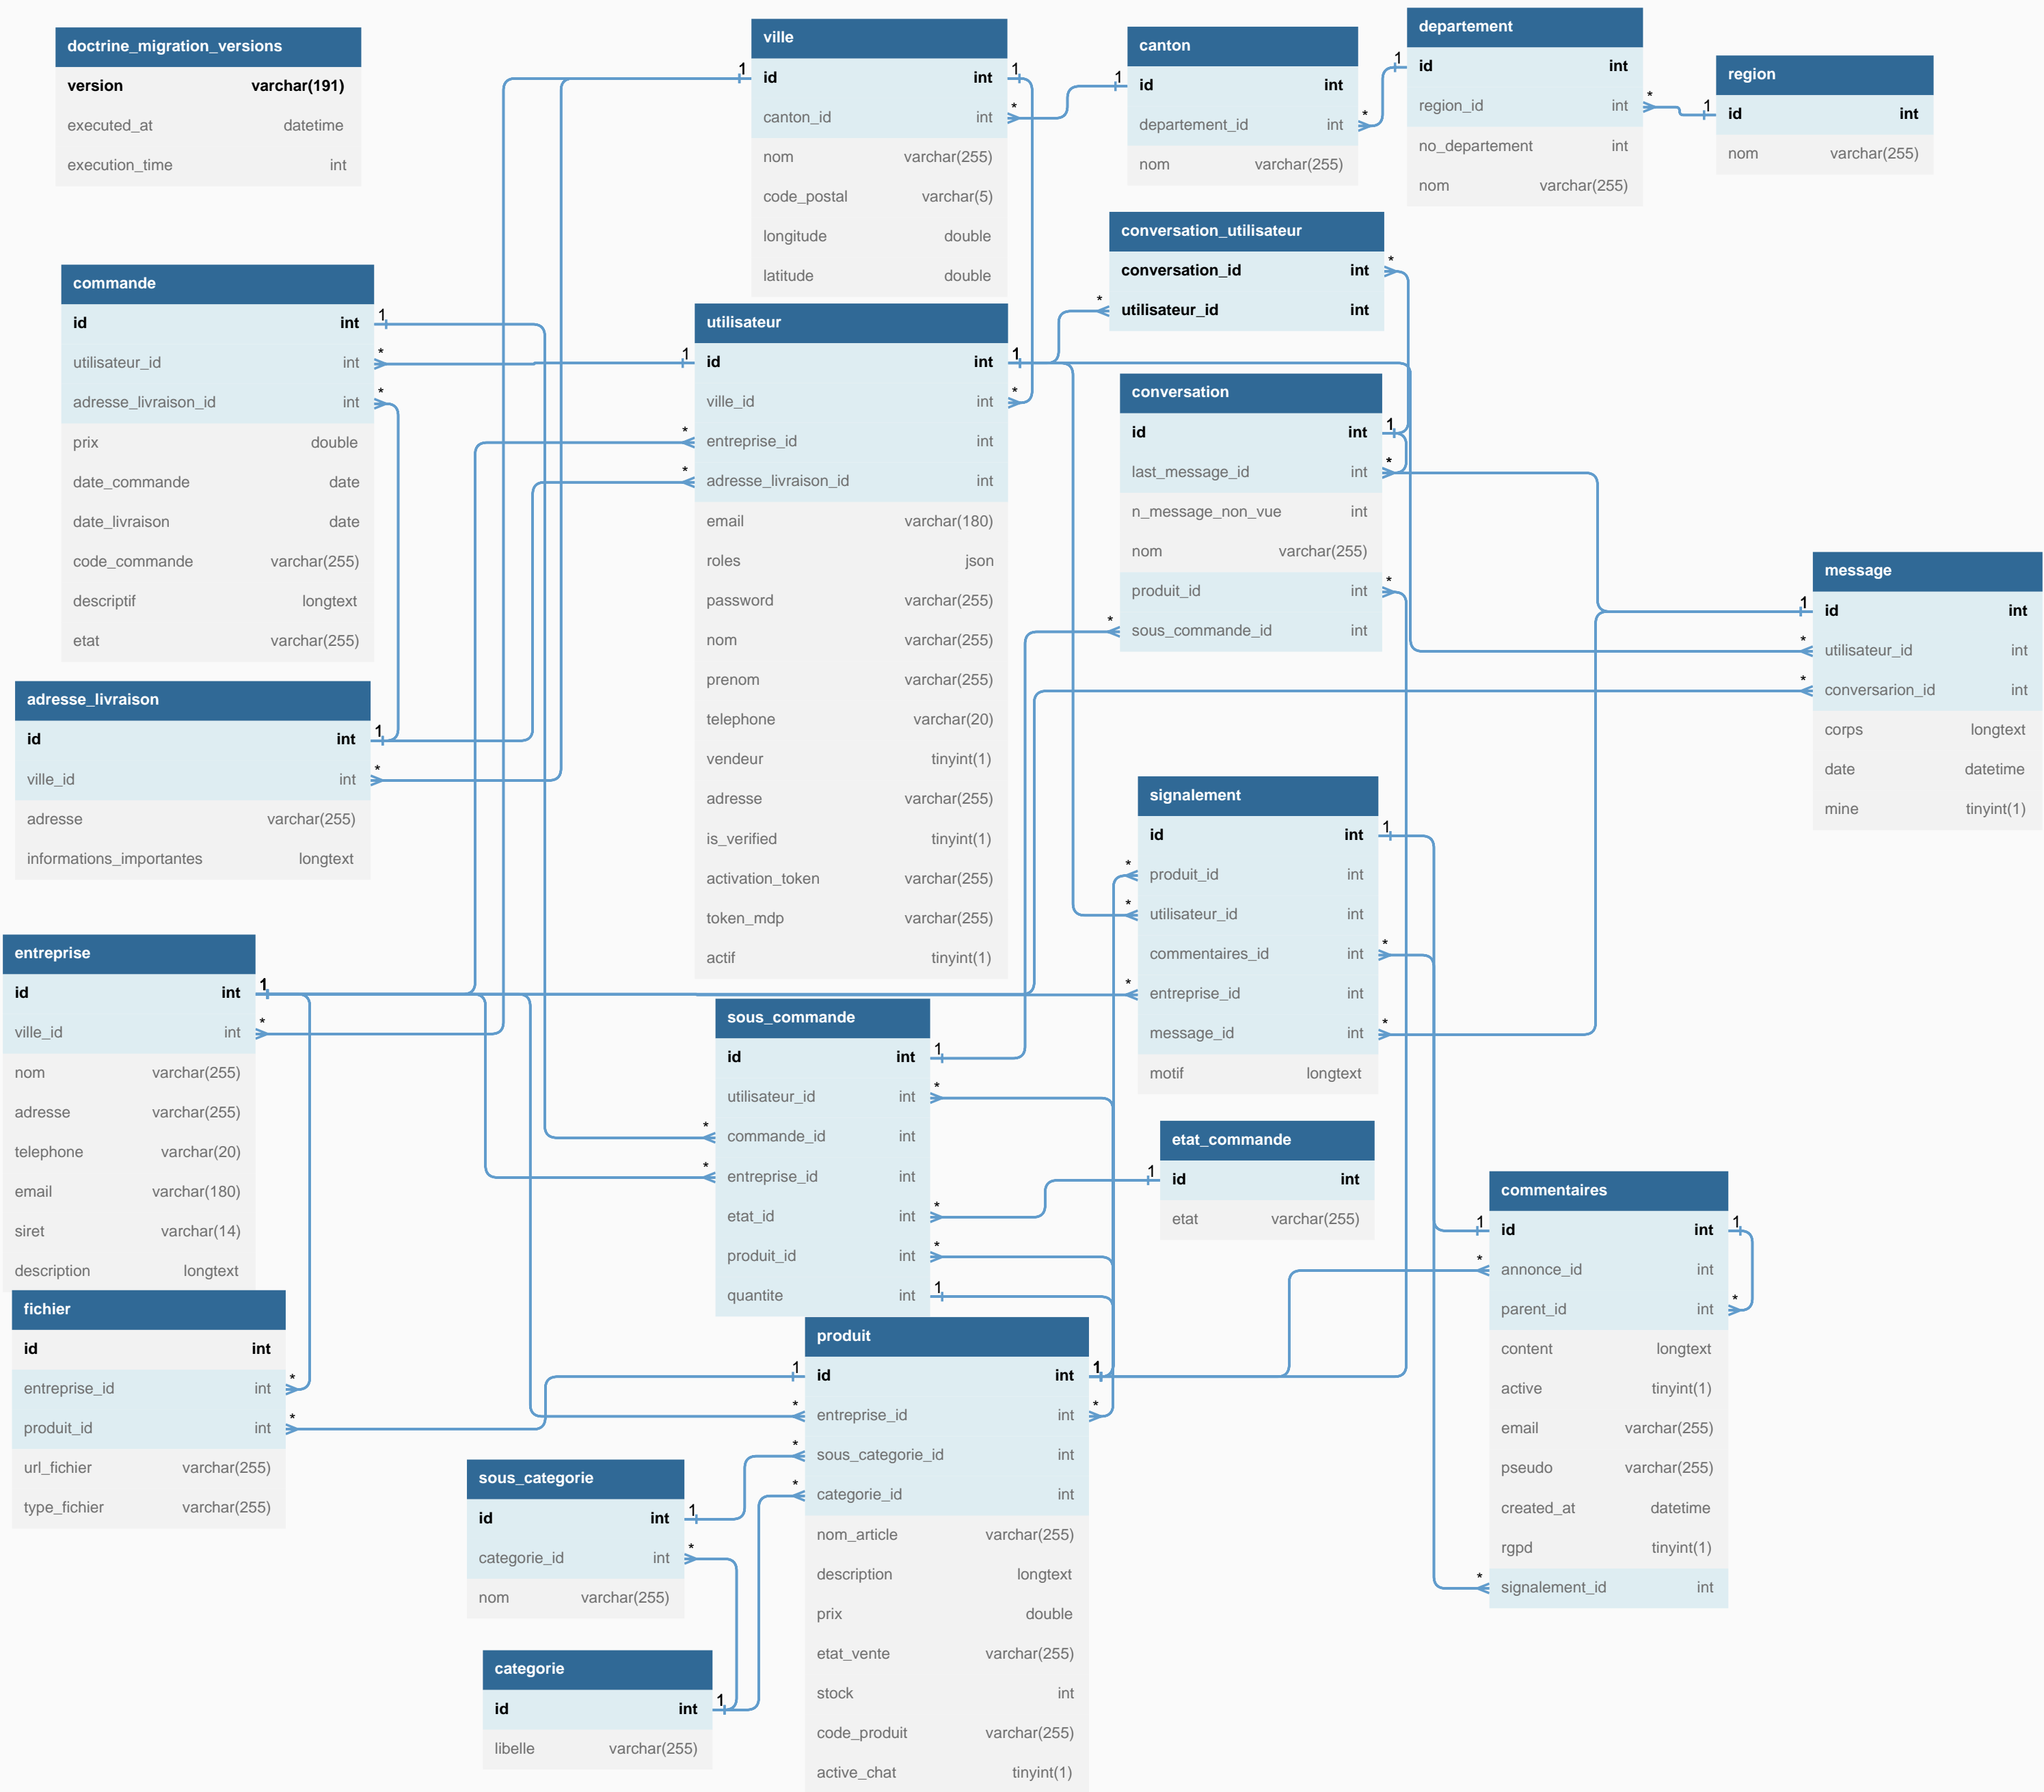 doctrine_migration_versions
version varchar(191)
executed_at datetime
execution_time int
ville
id int
canton_id int
nom varchar(255)
code_postal varchar(5)
longitude double
latitude double
canton
id int
departement_id int
nom varchar(255)
departement
id int
region_id int
no_departement int
nom varchar(255)
region
id int
nom varchar(255)
conversation_utilisateur
conversation_id int
utilisateur_id int
commande
id int
utilisateur_id int
adresse_livraison_id int
prix double
date_commande date
date_livraison date
code_commande varchar(255)
descriptif longtext
etat varchar(255)
utilisateur
id int
ville_id int
entreprise_id int
adresse_livraison_id int
email varchar(180)
roles json
password varchar(255)
nom varchar(255)
prenom varchar(255)
telephone varchar(20)
vendeur tinyint(1)
adresse varchar(255)
is_verified tinyint(1)
activation_token varchar(255)
token_mdp varchar(255)
actif tinyint(1)
conversation
id int
last_message_id int
n_message_non_vue int
nom varchar(255)
produit_id int
sous_commande_id int
message
id int
utilisateur_id int
conversarion_id int
corps longtext
date datetime
mine tinyint(1)
adresse_livraison
id int
ville_id int
adresse varchar(255)
informations_importantes longtext
signalement
id int
produit_id int
utilisateur_id int
commentaires_id int
entreprise_id int
message_id int
motif longtext
entreprise
id int
ville_id int
nom varchar(255)
adresse varchar(255)
telephone varchar(20)
email varchar(180)
siret varchar(14)
description longtext
sous_commande
id int
utilisateur_id int
commande_id int
entreprise_id int
etat_id int
produit_id int
quantite int
etat_commande
id int
etat varchar(255)
commentaires
id int
annonce_id int
parent_id int
content longtext
active tinyint(1)
email varchar(255)
pseudo varchar(255)
created_at datetime
rgpd tinyint(1)
signalement_id int
fichier
id int
entreprise_id int
produit_id int
url_fichier varchar(255)
type_fichier varchar(255)
produit
id int
entreprise_id int
sous_categorie_id int
categorie_id int
nom_article varchar(255)
description longtext
prix double
etat_vente varchar(255)
stock int
code_produit varchar(255)
active_chat tinyint(1)
sous_categorie
id int
categorie_id int
nom varchar(255)
categorie
id int
libelle varchar(255)